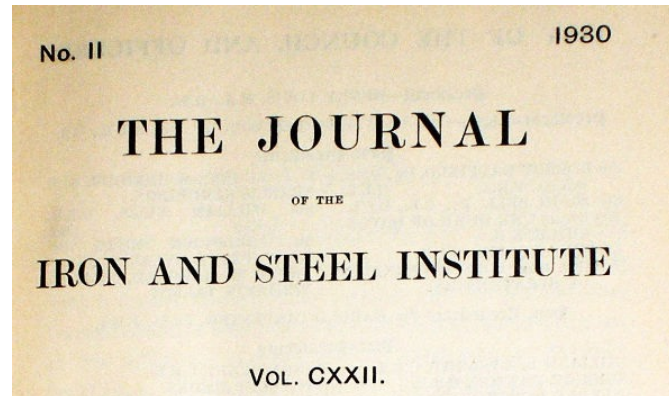 No. II 1930
THE JOURNAL
OF THE
IRON AND STEEL INSTITUTE
VOL. CXXII.